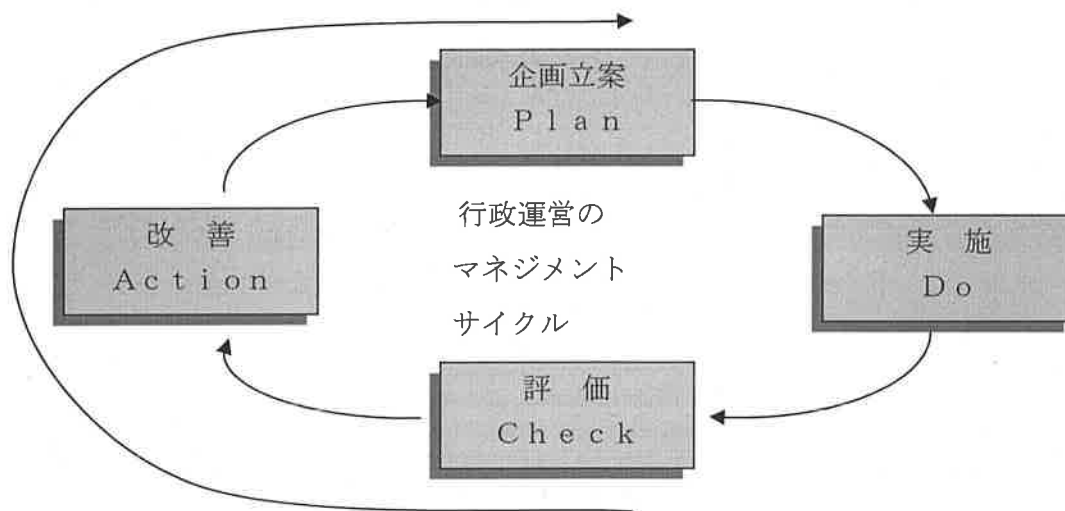 企画立案
Ｐｌａｎ
行政運営の
マネジメント
サイクル
改　善
Ａｃｔｉｏｎ
実　施
Ｄｏ
評　価
Ｃｈｅｃｋ